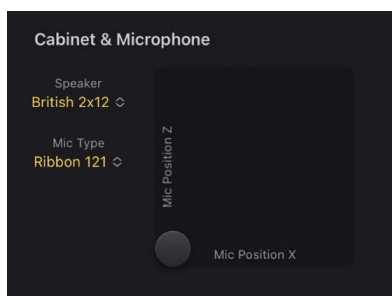 Cabinet & Microphone
Speaker
British 2x12
Mic Type
Ribbon 121
Mic Position Z
Mic Position X